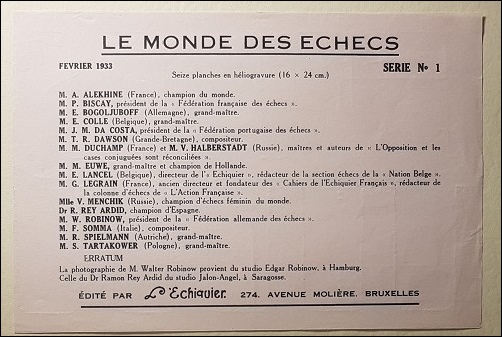 LE MONDE DES ECHECS
FEVRIER 1933 SERIE No 1
Seize planches en héliogravure (16 × 24 cm.)
M. A. ALEKHINE (France), champion du monde.
M. P. BISCAY, président de la « Fédération française des échecs ».
M. E. BOGOLJUBOFF (Allemagne), grand-maître.
M. E. COLLE (Belgique), grand-maître.
M. J. M. DA COSTA, président de la « Fédération portugaise des échecs ».
M. T. R. DAWSON (Grande-Bretagne), compositeur.
M. M. DUCHAMP (France) et M. V. HALBERSTADT (Russie), maîtres et auteurs de « L'Opposition et les
cases conjuguées sont réconciliées ».
M. M. EUWE, grand-maître et champion de Hollande.
M. E. LANCEL (Belgique), directeur de l'« Echiquier », rédacteur de la section échecs de la « Nation Belge ».
M. G. LEGRAIN (France), ancien directeur et fondateur des « Cahiers de l'Echiquier Français », rédacteur de
la colonne d'échecs de « L'Action Française ».
Mlle V. MENCHIK (Russie), champion d'échecs féminin du monde.
Dr R. REY ARDID, champion d'Espagne.
M. W. ROBINOW, président de la « Fédération allemande des échecs ».
M. F. SOMMA (Italie), compositeur.
M. R. SPIELMANN (Autriche), grand-maître.
M. S. TARTAKOWER (Pologne), grand-maître.
ERRATUM
La photographie de M. Walter Robinow provient du studio Edgar Robinow, à Hamburg.
Celle du Dr Ramon Rey Ardid du studio Jalon-Angel, à Saragosse.
ÉDITÉ PAR L'Echiquier, 274, AVENUE MOLIÈRE, BRUXELLES